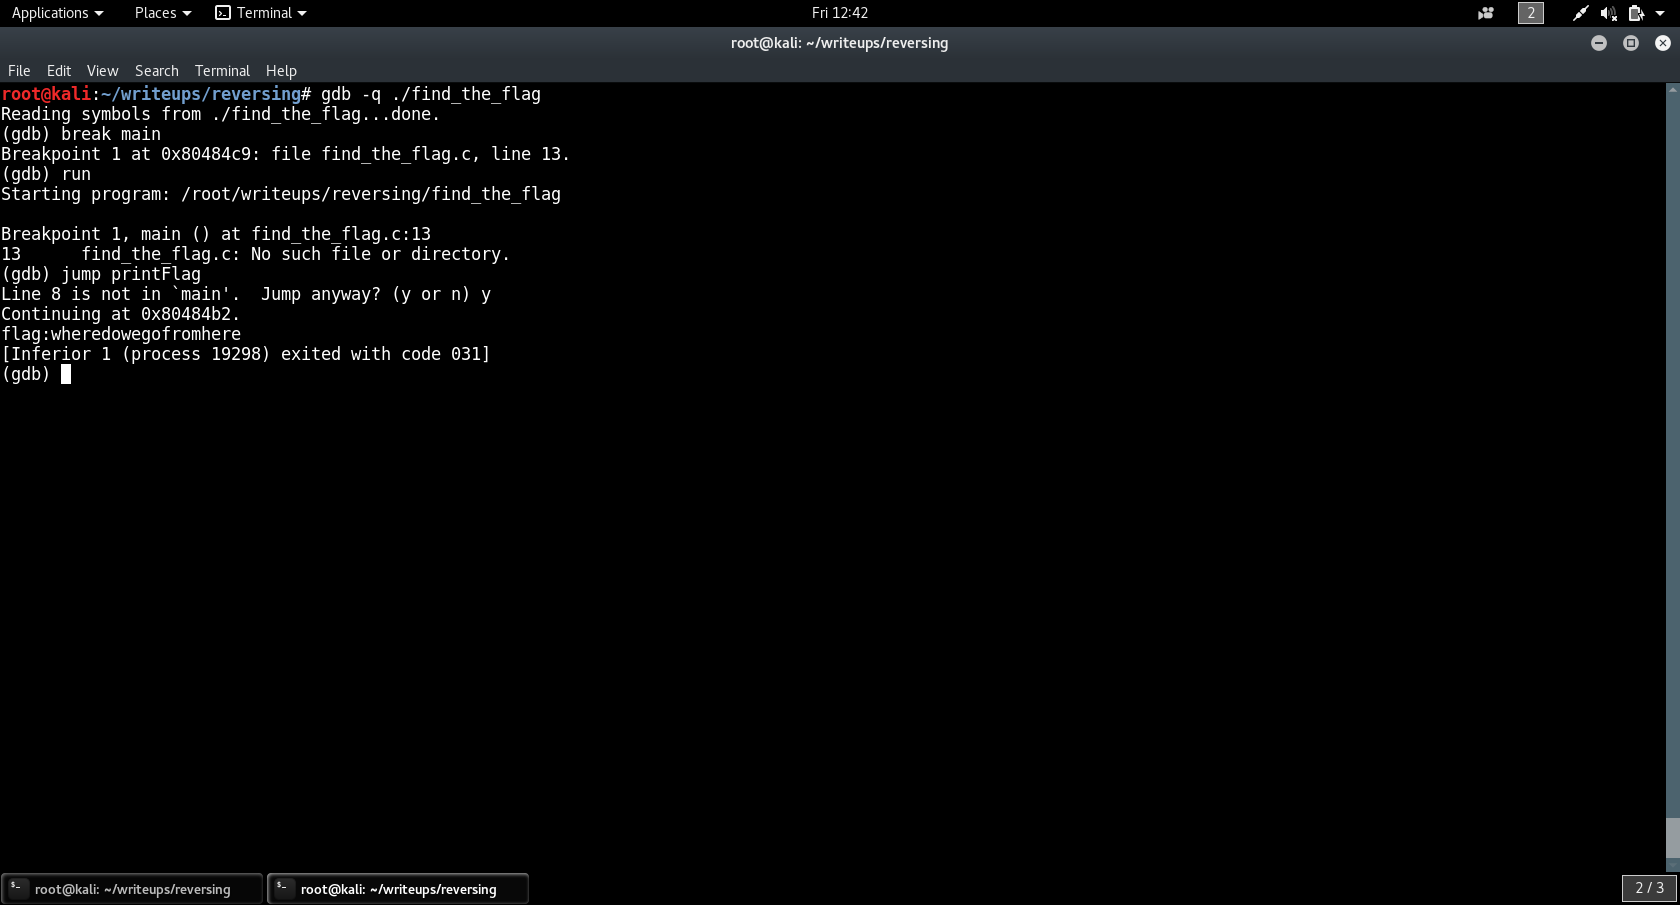 Applications Places Terminal Fri 12:42 2
root@kali: ~/writeups/reversing
File Edit View Search Terminal Help
root@kali:~/writeups/reversing# gdb -q ./find_the_flag
Reading symbols from ./find_the_flag...done.
(gdb) break main
Breakpoint 1 at 0x80484c9: file find_the_flag.c, line 13.
(gdb) run
Starting program: /root/writeups/reversing/find_the_flag
Breakpoint 1, main () at find_the_flag.c:13
13      find_the_flag.c: No such file or directory.
(gdb) jump printFlag
Line 8 is not in `main'.  Jump anyway? (y or n) y
Continuing at 0x80484b2.
flag:wheredowegofromhere
[Inferior 1 (process 19298) exited with code 031]
(gdb)
$_ root@kali: ~/writeups/reversing $_ root@kali: ~/writeups/reversing 2 / 3